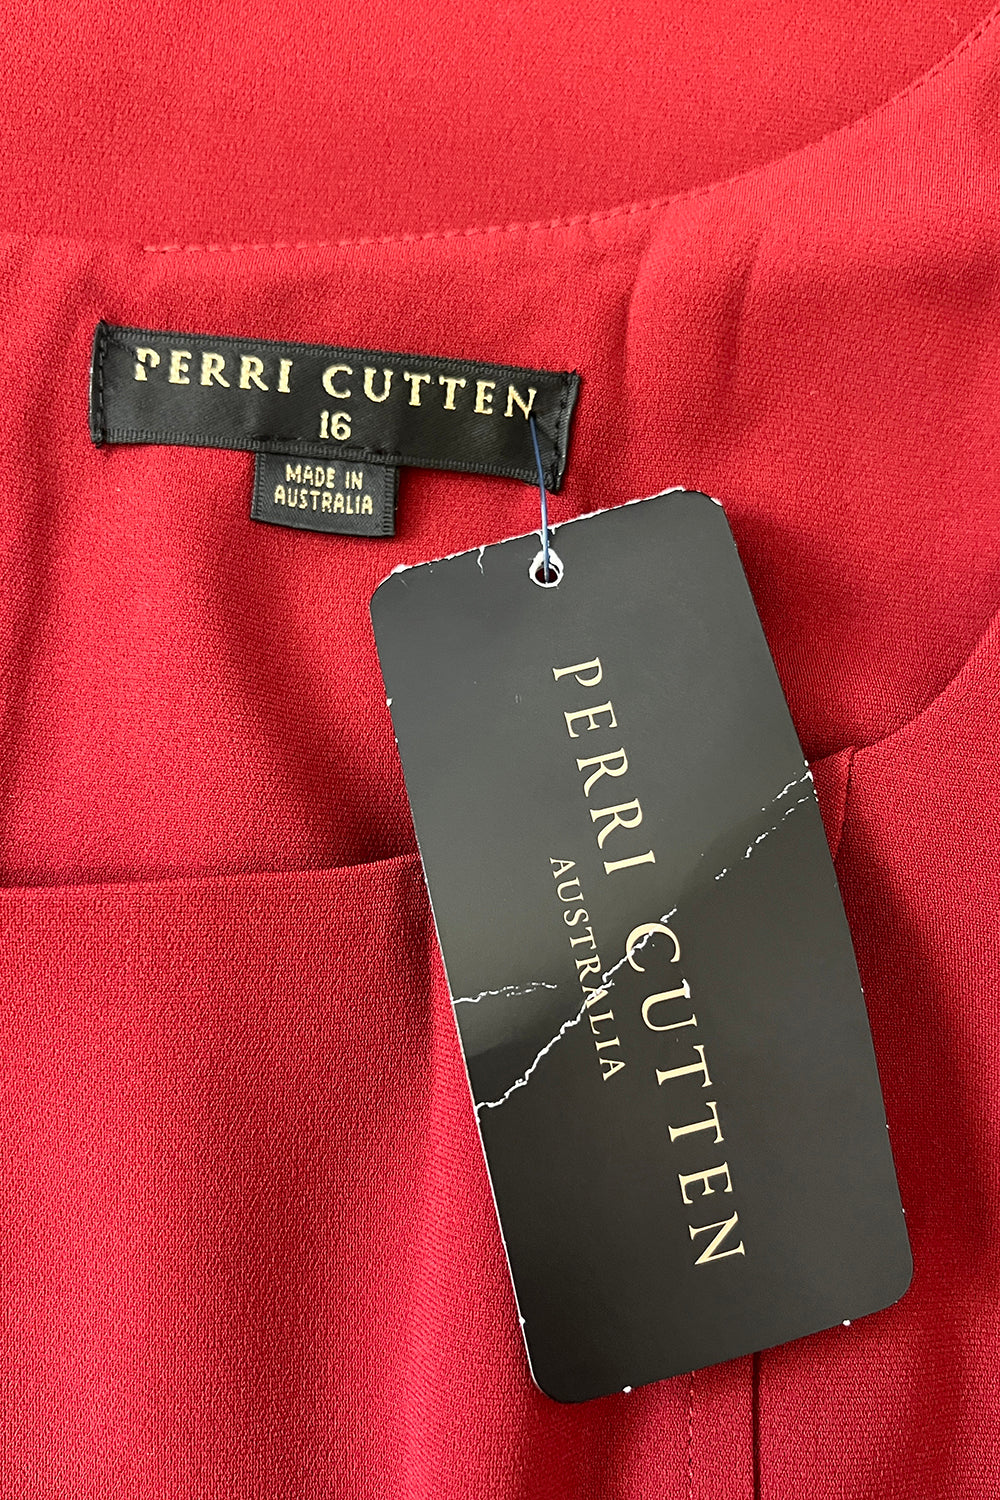 PERRI CUTTEN
16
MADE IN
AUSTRALIA
PERRI CUTTEN
AUSTRALIA